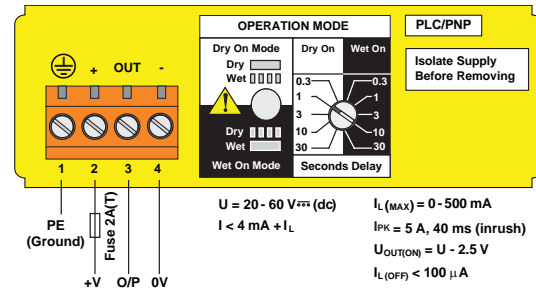 OPERATION MODE
PLC/PNP
Dry On Mode
Dry On
Wet On
Isolate Supply
Before Removing
+ OUT -
Dry
Wet
0.3 0.3
1 1
3 3
10 10
30 30
Dry
Wet
Wet On Mode
Seconds Delay
1 2 3 4
PE
(Ground)
Fuse 2A(T)
+V O/P 0V
U = 20 - 60 V (dc)
I < 4 mA + IL
IL (MAX) = 0 - 500 mA
IPK = 5 A, 40 ms (inrush)
UOUT(ON) = U - 2.5 V
IL (OFF) < 100 μA